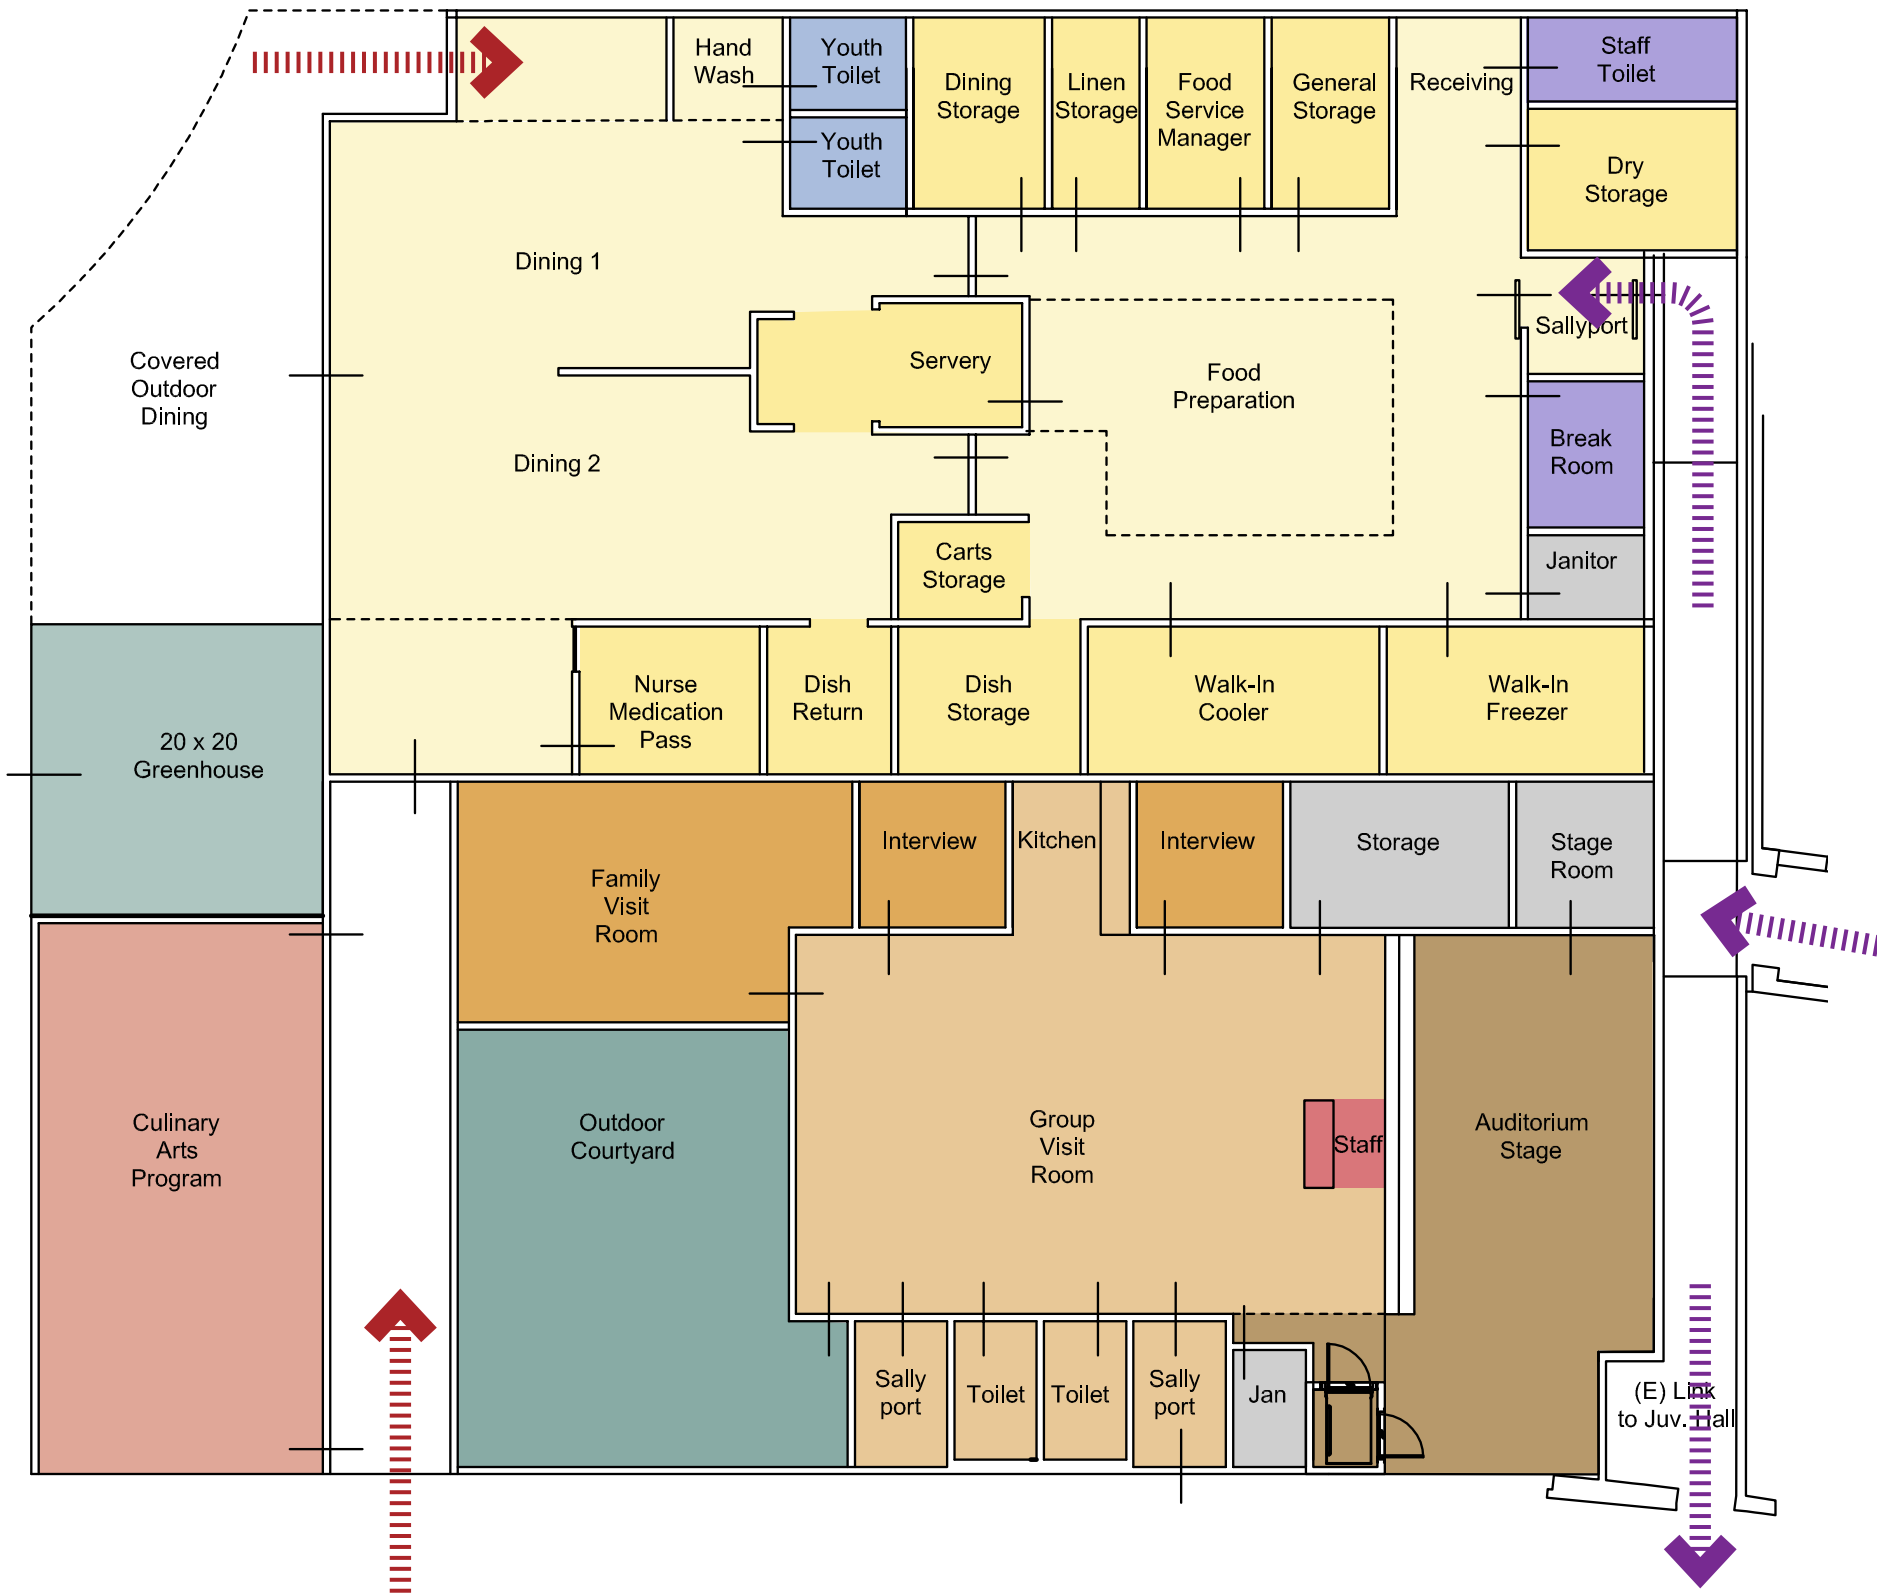 Hand
Wash
Youth
Toilet
Youth
Toilet
Dining
Storage
Linen
Storage
Food
Service
Manager
General
Storage
Receiving
Staff
Toilet
Dry
Storage
Dining 1
Covered
Outdoor
Dining
Servery
Food
Preparation
Sallyport
Dining 2
Break
Room
Carts
Storage
Janitor
20 x 20
Greenhouse
Nurse
Medication
Pass
Dish
Return
Dish
Storage
Walk-In
Cooler
Walk-In
Freezer
Family
Visit
Room
Interview
Kitchen
Interview
Storage
Stage
Room
Culinary
Arts
Program
Outdoor
Courtyard
Group
Visit
Room
Staff
Auditorium
Stage
Sally
port
Toilet
Toilet
Sally
port
Jan
(E) Link
to Juv. Hall